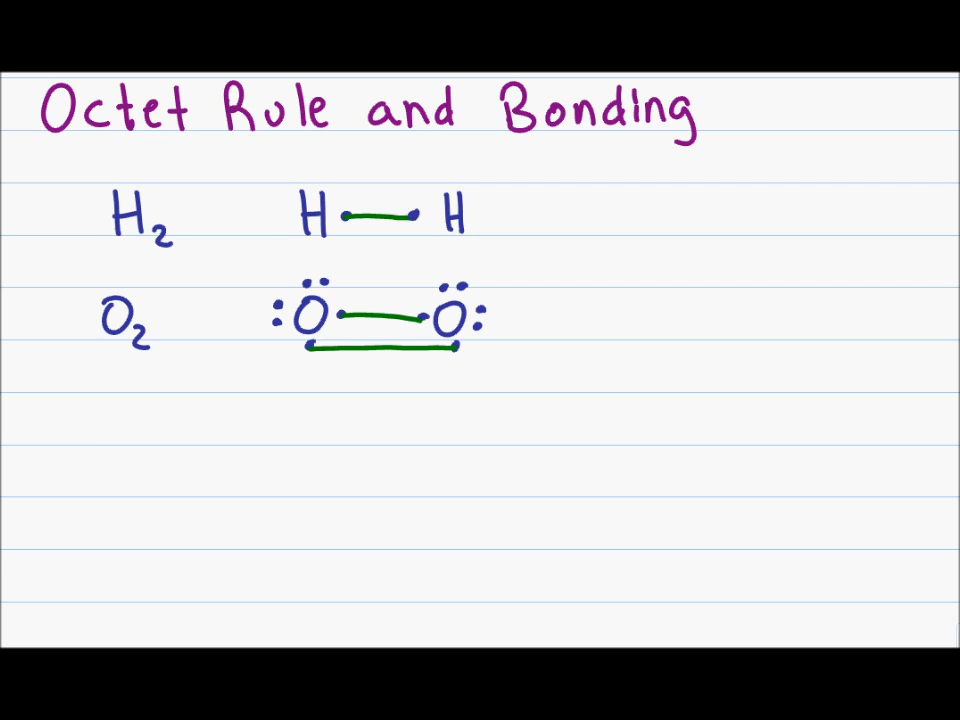 Octet Rule and Bonding
H₂ H H
O₂ :O O: